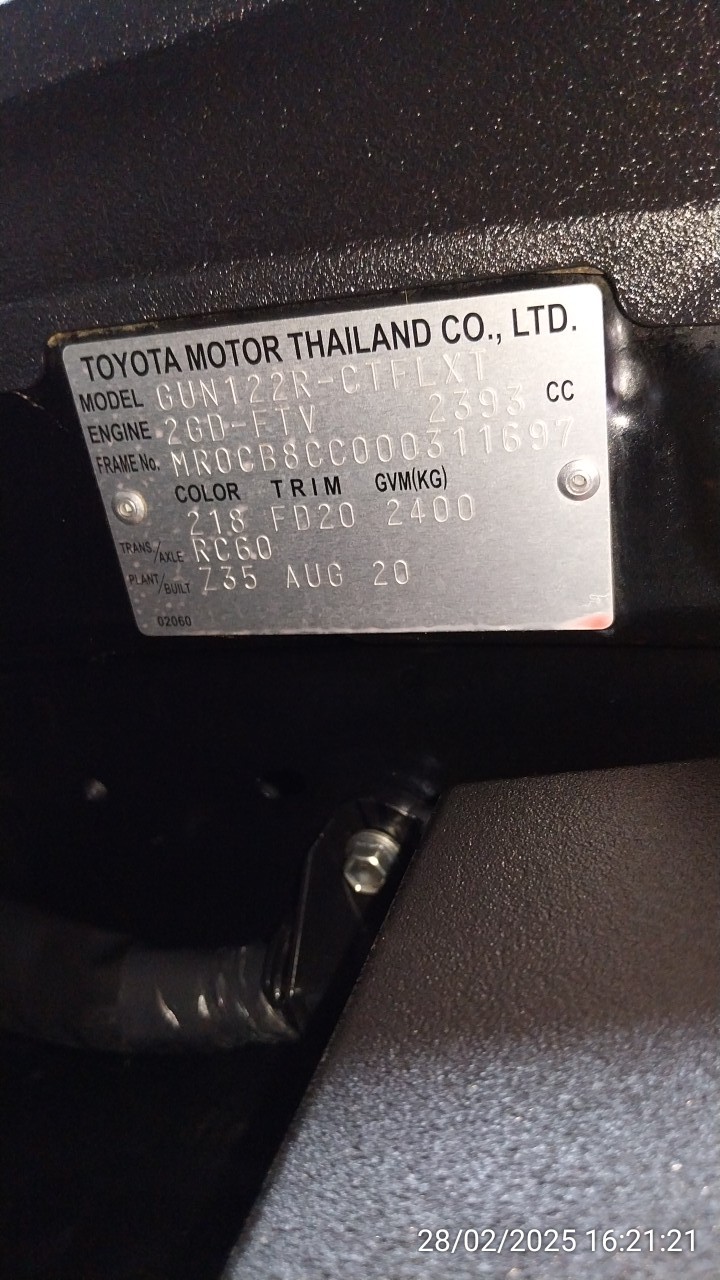 TOYOTA MOTOR THAILAND CO., LTD.
MODEL GUN122R-CTFLXT
ENGINE 2GD-FTV 2393 CC
FRAME No. MR0CB8CC000311697
COLOR TRIM GVM(KG)
218 FD20 2400
TRANS./AXLE RC60
PLANT/BUILT Z35 AUG 20
02060
28/02/2025 16:21:21